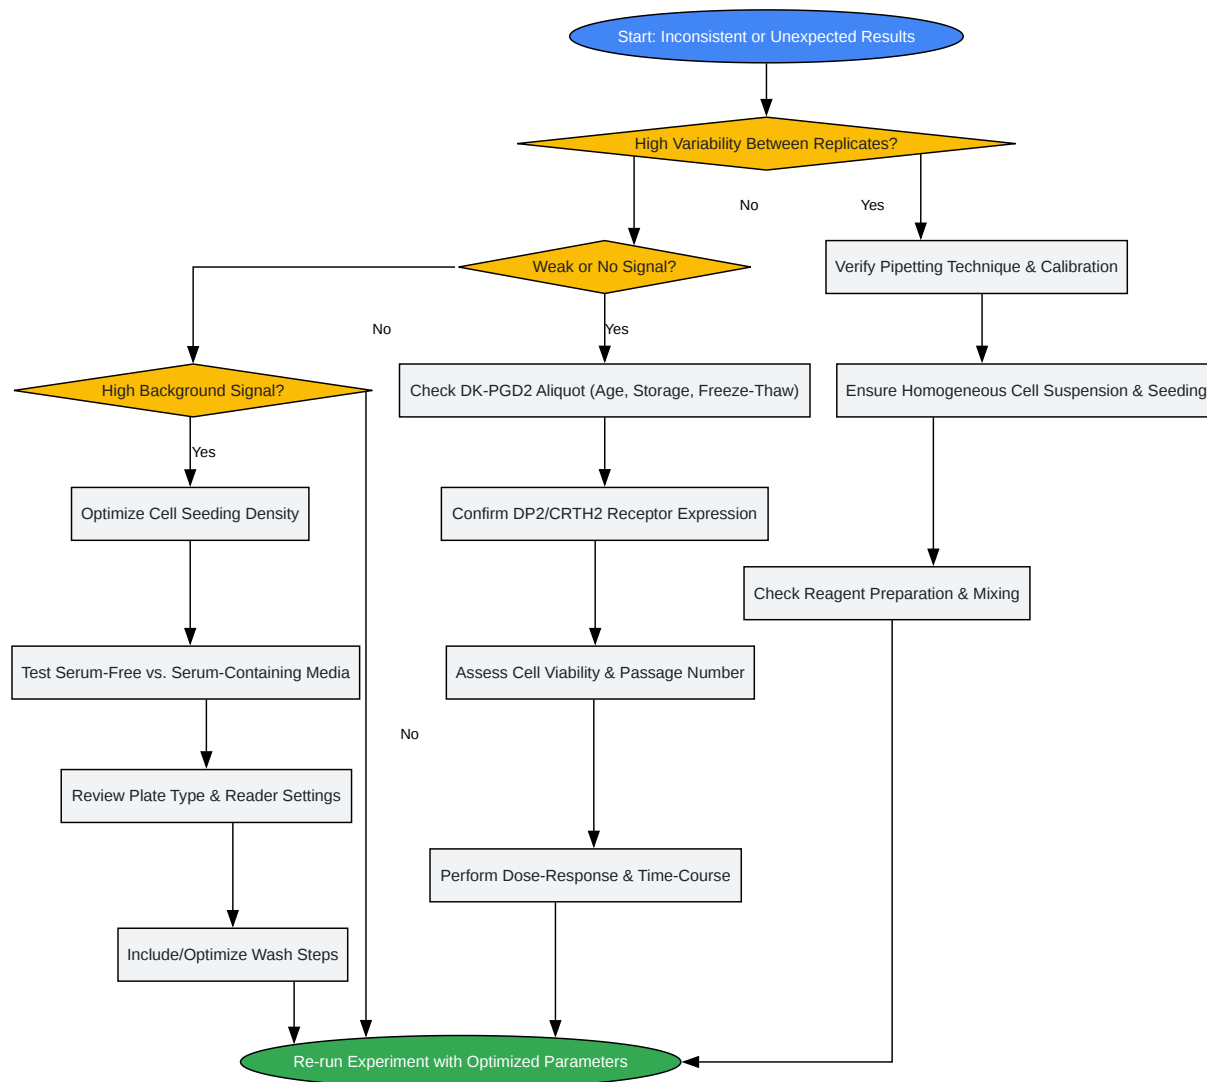 Start: Inconsistent or Unexpected Results
High Variability Between Replicates?
No
Yes
Weak or No Signal?
Verify Pipetting Technique & Calibration
No
Yes
High Background Signal?
Check DK-PGD2 Aliquot (Age, Storage, Freeze-Thaw)
Ensure Homogeneous Cell Suspension & Seeding
Yes
Optimize Cell Seeding Density
Confirm DP2/CRTH2 Receptor Expression
Check Reagent Preparation & Mixing
Test Serum-Free vs. Serum-Containing Media
Assess Cell Viability & Passage Number
No
Review Plate Type & Reader Settings
Perform Dose-Response & Time-Course
Include/Optimize Wash Steps
Re-run Experiment with Optimized Parameters